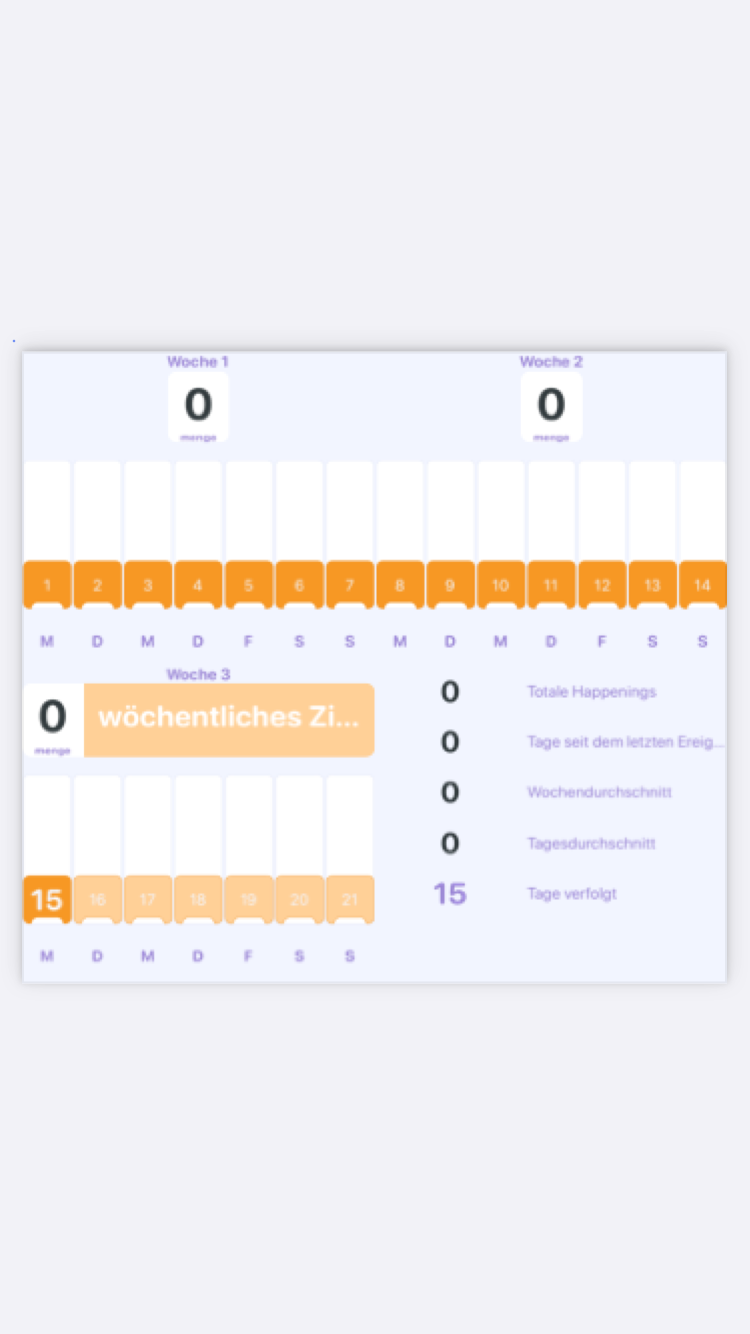 Woche 1 Woche 2
0 0
menge menge
1 2 3 4 5 6 7 8 9 10 11 12 13 14
M D M D F S S M D M D F S S
Woche 3
0 wöchentliches Zi...
menge
15 16 17 18 19 20 21
M D M D F S S
0 Totale Happenings
0 Tage seit dem letzten Ereig...
0 Wochendurchschnitt
0 Tagesdurchschnitt
15 Tage verfolgt